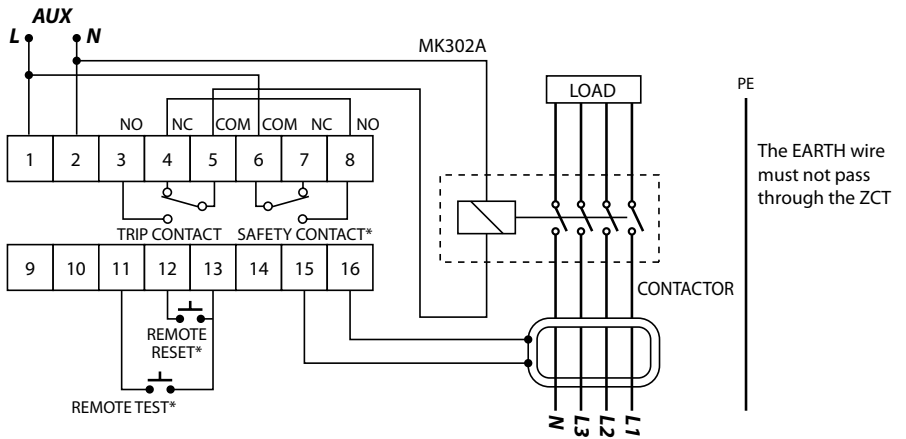 AUX
L N
MK302A
PE
LOAD
NO NC COM COM NC NO
1 2 3 4 5 6 7 8
The EARTH wire
must not pass
through the ZCT
TRIP CONTACT SAFETY CONTACT*
9 10 11 12 13 14 15 16
CONTACTOR
REMOTE
RESET*
REMOTE TEST*
N L3 L2 L1